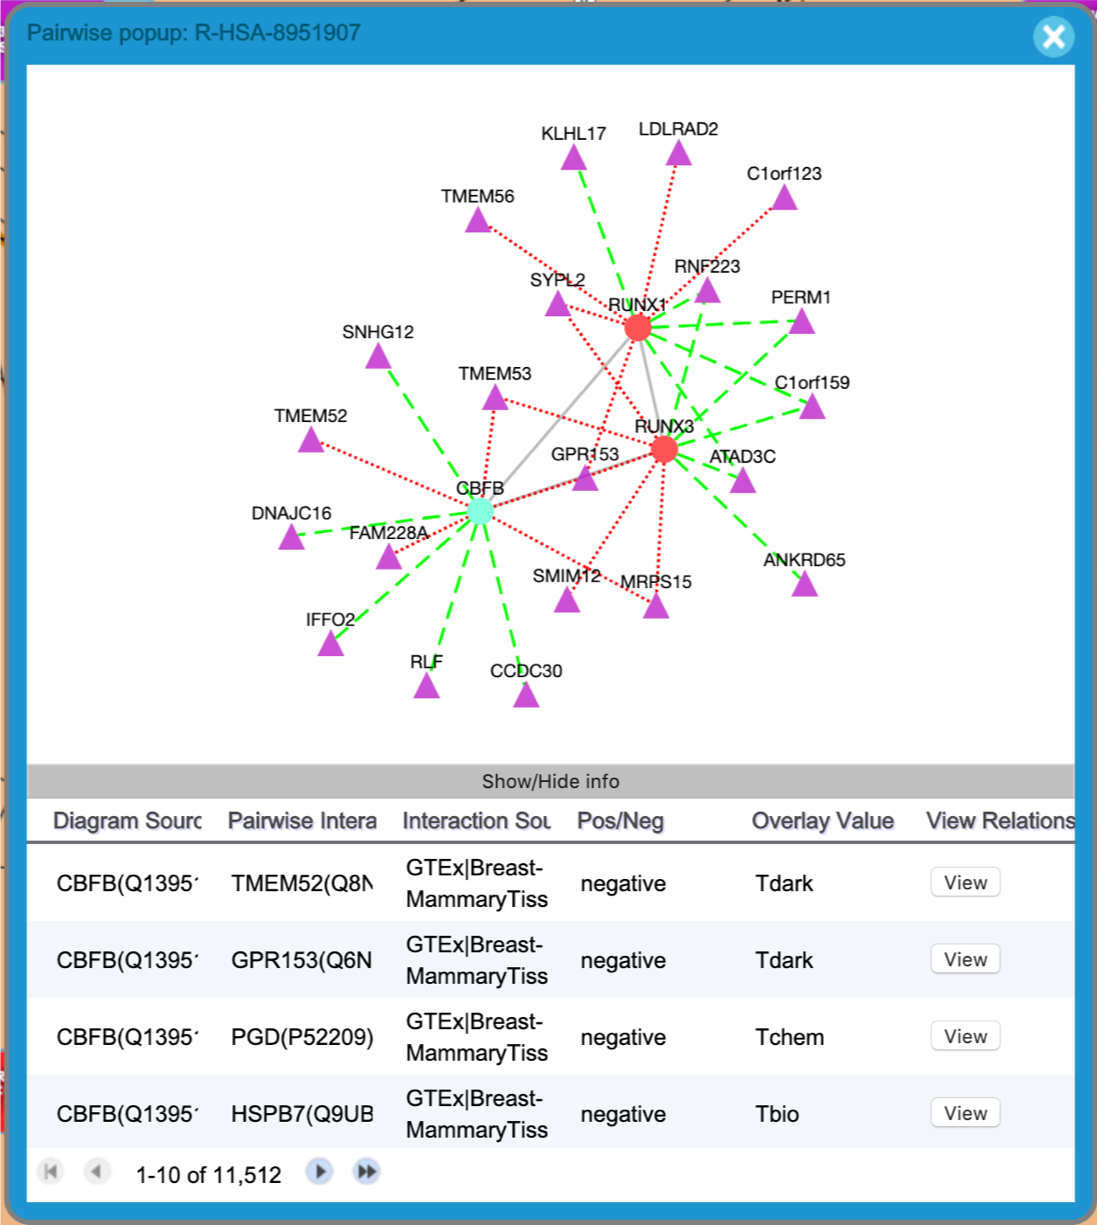 Pairwise popup: R-HSA-8951907
KLHL17
LDLRAD2
C1orf123
TMEM56
SYPL2
RNF223
RUNX1
PERM1
SNHG12
TMEM53
C1orf159
TMEM52
RUNX3
GPR153
ATAD3C
CBFB
DNAJC16
FAM228A
ANKRD65
SMIM12
MRPS15
IFFO2
RLF
CCDC30
Show/Hide info
Diagram Sourc Pairwise Intera Interaction Sou Pos/Neg Overlay Value View Relations
CBFB(Q1395 TMEM52(Q8N GTEx|Breast-MammaryTiss negative Tdark View
CBFB(Q1395 GPR153(Q6N GTEx|Breast-MammaryTiss negative Tdark View
CBFB(Q1395 PGD(P52209) GTEx|Breast-MammaryTiss negative Tchem View
CBFB(Q1395 HSPB7(Q9UB GTEx|Breast-MammaryTiss negative Tbio View
1-10 of 11,512